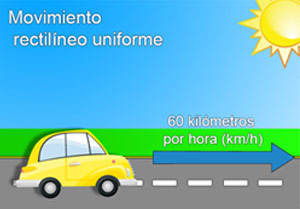 Movimiento
rectilíneo uniforme
60 kilómetros
por hora (km/h)